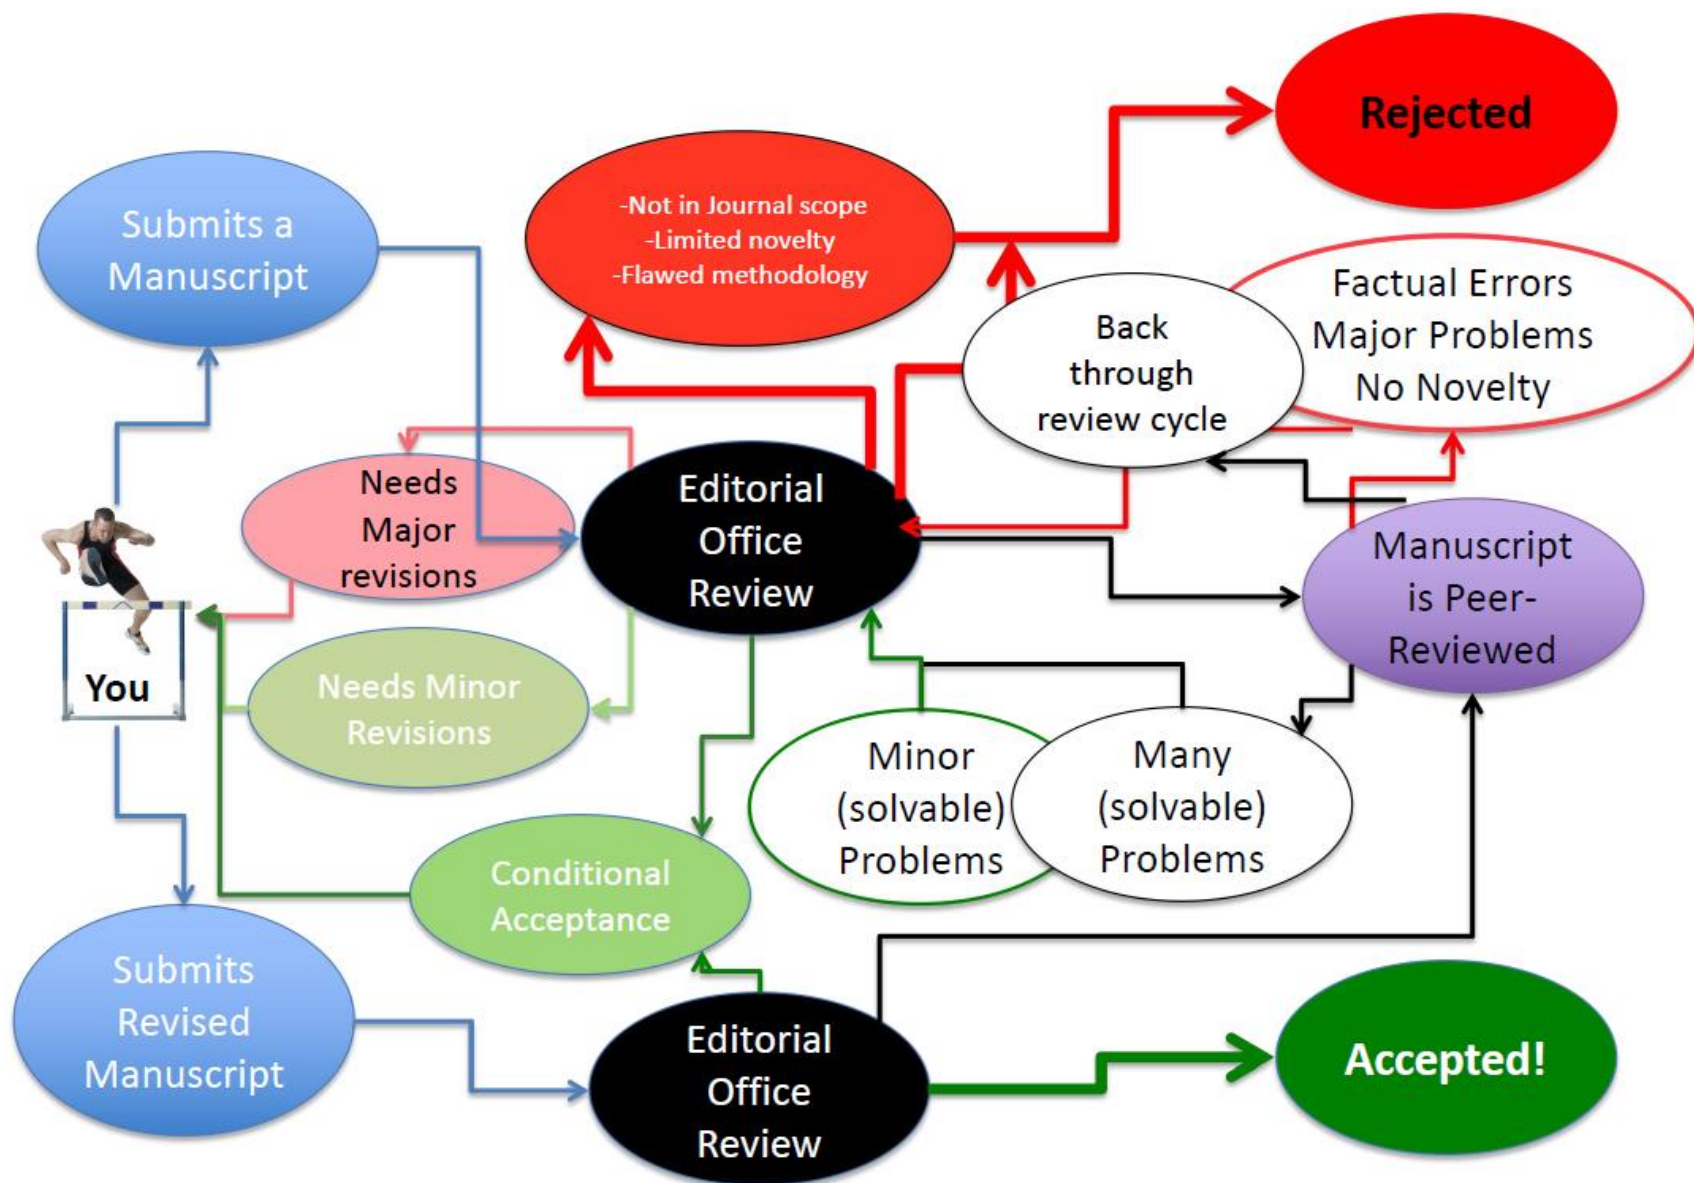 Rejected
-Not in Journal scope
-Limited novelty
-Flawed methodology
Submits a
Manuscript
Factual Errors
Major Problems
No Novelty
Back
through
review cycle
Needs
Major
revisions
Editorial
Office
Review
Manuscript
is Peer-
Reviewed
You
Needs Minor
Revisions
Minor
(solvable)
Problems
Many
(solvable)
Problems
Conditional
Acceptance
Submits
Revised
Manuscript
Editorial
Office
Review
Accepted!